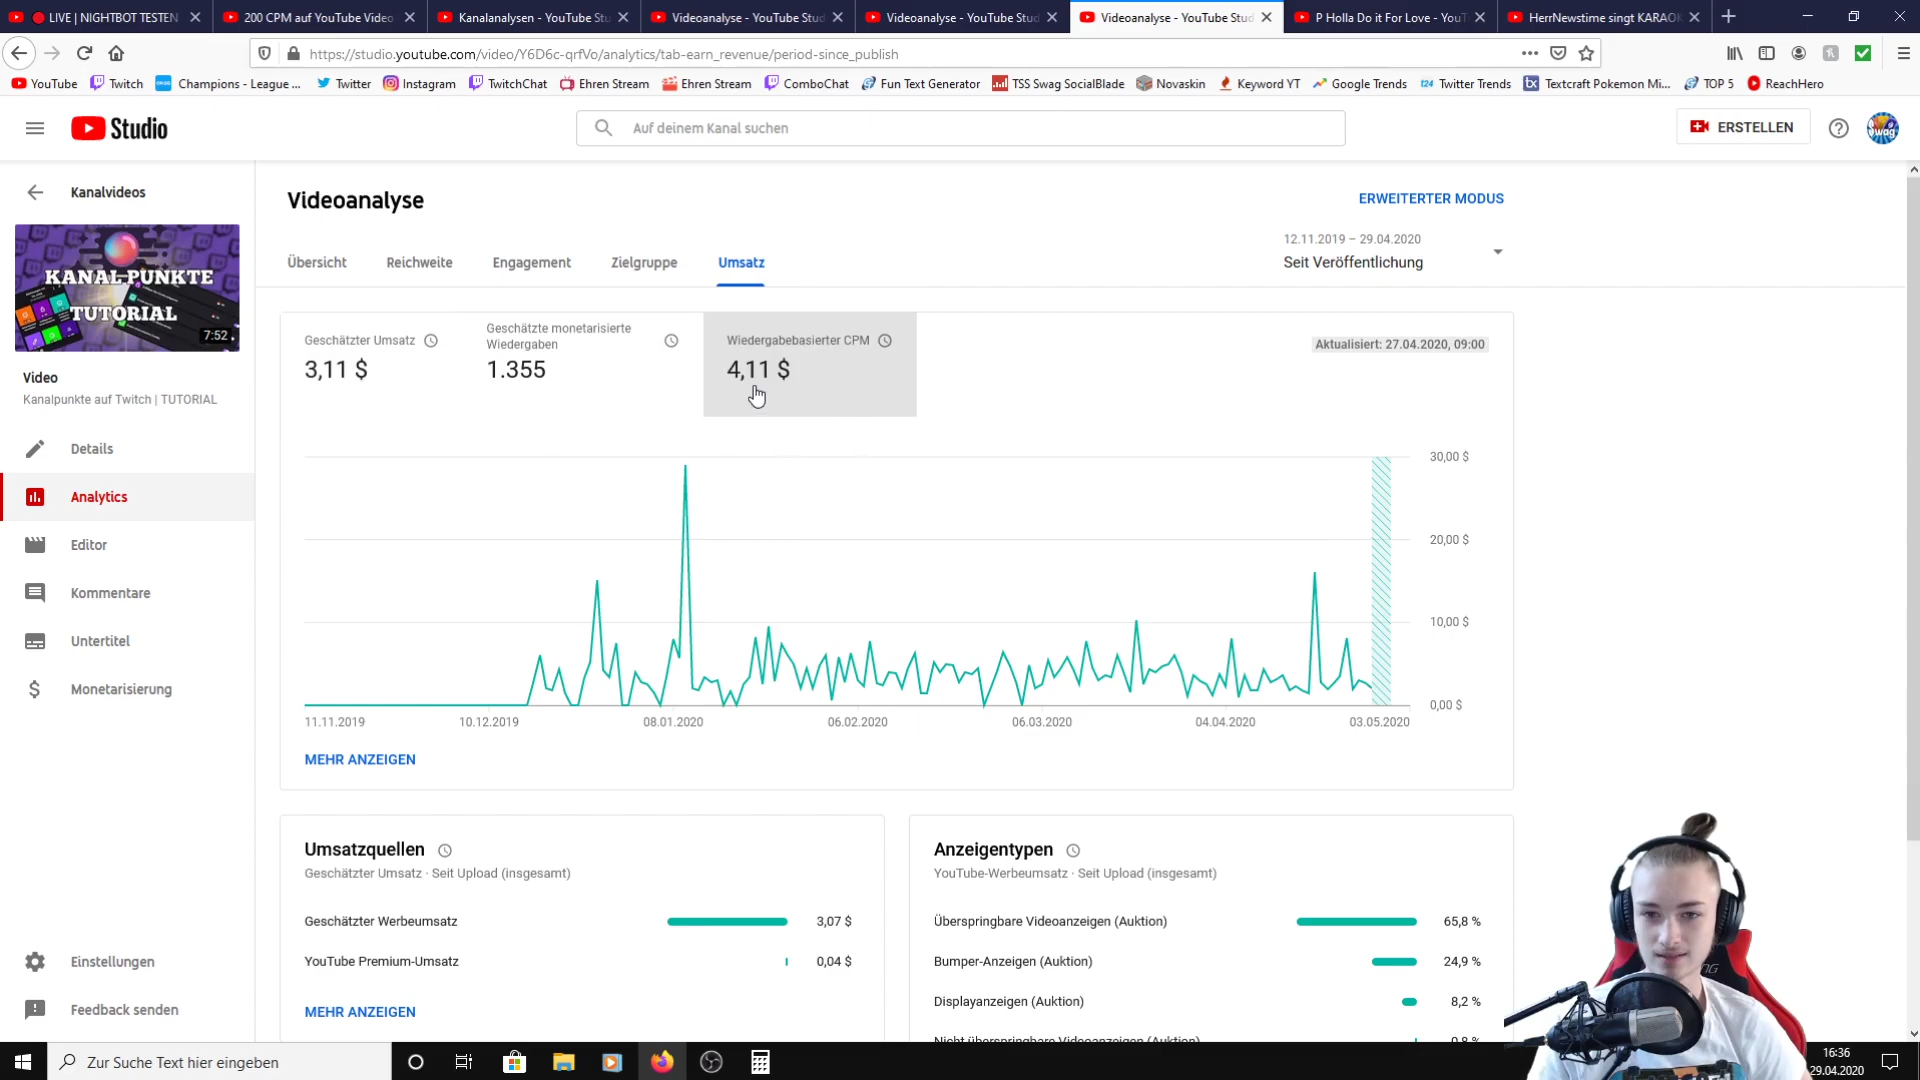 LIVE | NIGHTBOT TESTEN
200 CPM auf YouTube Video
Kanalanalysen - YouTube Stu
Videoanalyse - YouTube Stud
Videoanalyse - YouTube Stud
Videoanalyse - YouTube Stud
P Holla Do it For Love - YouT
HerrNewstime singt KARAOK
https://studio.youtube.com/video/Y6D6c-qrfVo/analytics/tab-earn_revenue/period-since_publish
YouTube
Twitch
Champions - League ...
Twitter
Instagram
TwitchChat
Ehren Stream
Ehren Stream
ComboChat
Fun Text Generator
TSS Swag SocialBlade
Novaskin
Keyword YT
Google Trends
Twitter Trends
Textcraft Pokemon Mi...
TOP 5
ReachHero
Studio
Auf deinem Kanal suchen
ERSTELLEN
Kanalvideos
KANAL-PUNKTE
TUTORIAL
7:52
Video
Kanalpunkte auf Twitch | TUTORIAL
Details
Analytics
Editor
Kommentare
Untertitel
Monetarisierung
Einstellungen
Feedback senden
Videoanalyse
ERWEITERTER MODUS
Übersicht
Reichweite
Engagement
Zielgruppe
Umsatz
12.11.2019 – 29.04.2020
Seit Veröffentlichung
Geschätzter Umsatz
3,11 $
Geschätzte monetarisierte
Wiedergaben
1.355
Wiedergabebasierter CPM
4,11 $
Aktualisiert: 27.04.2020, 09:00
30,00 $
20,00 $
10,00 $
0,00 $
11.11.2019
10.12.2019
08.01.2020
06.02.2020
06.03.2020
04.04.2020
03.05.2020
MEHR ANZEIGEN
Umsatzquellen
Geschätzter Umsatz · Seit Upload (insgesamt)
Geschätzter Werbeumsatz
3,07 $
YouTube Premium-Umsatz
0,04 $
MEHR ANZEIGEN
Anzeigentypen
YouTube-Werbeumsatz · Seit Upload (insgesamt)
Überspringbare Videoanzeigen (Auktion)
65,8 %
Bumper-Anzeigen (Auktion)
24,9 %
Displayanzeigen (Auktion)
8,2 %
Nicht überspringbare Videoanzeigen (Auktion)
0,8 %
Zur Suche Text hier eingeben
16:36
29.04.2020